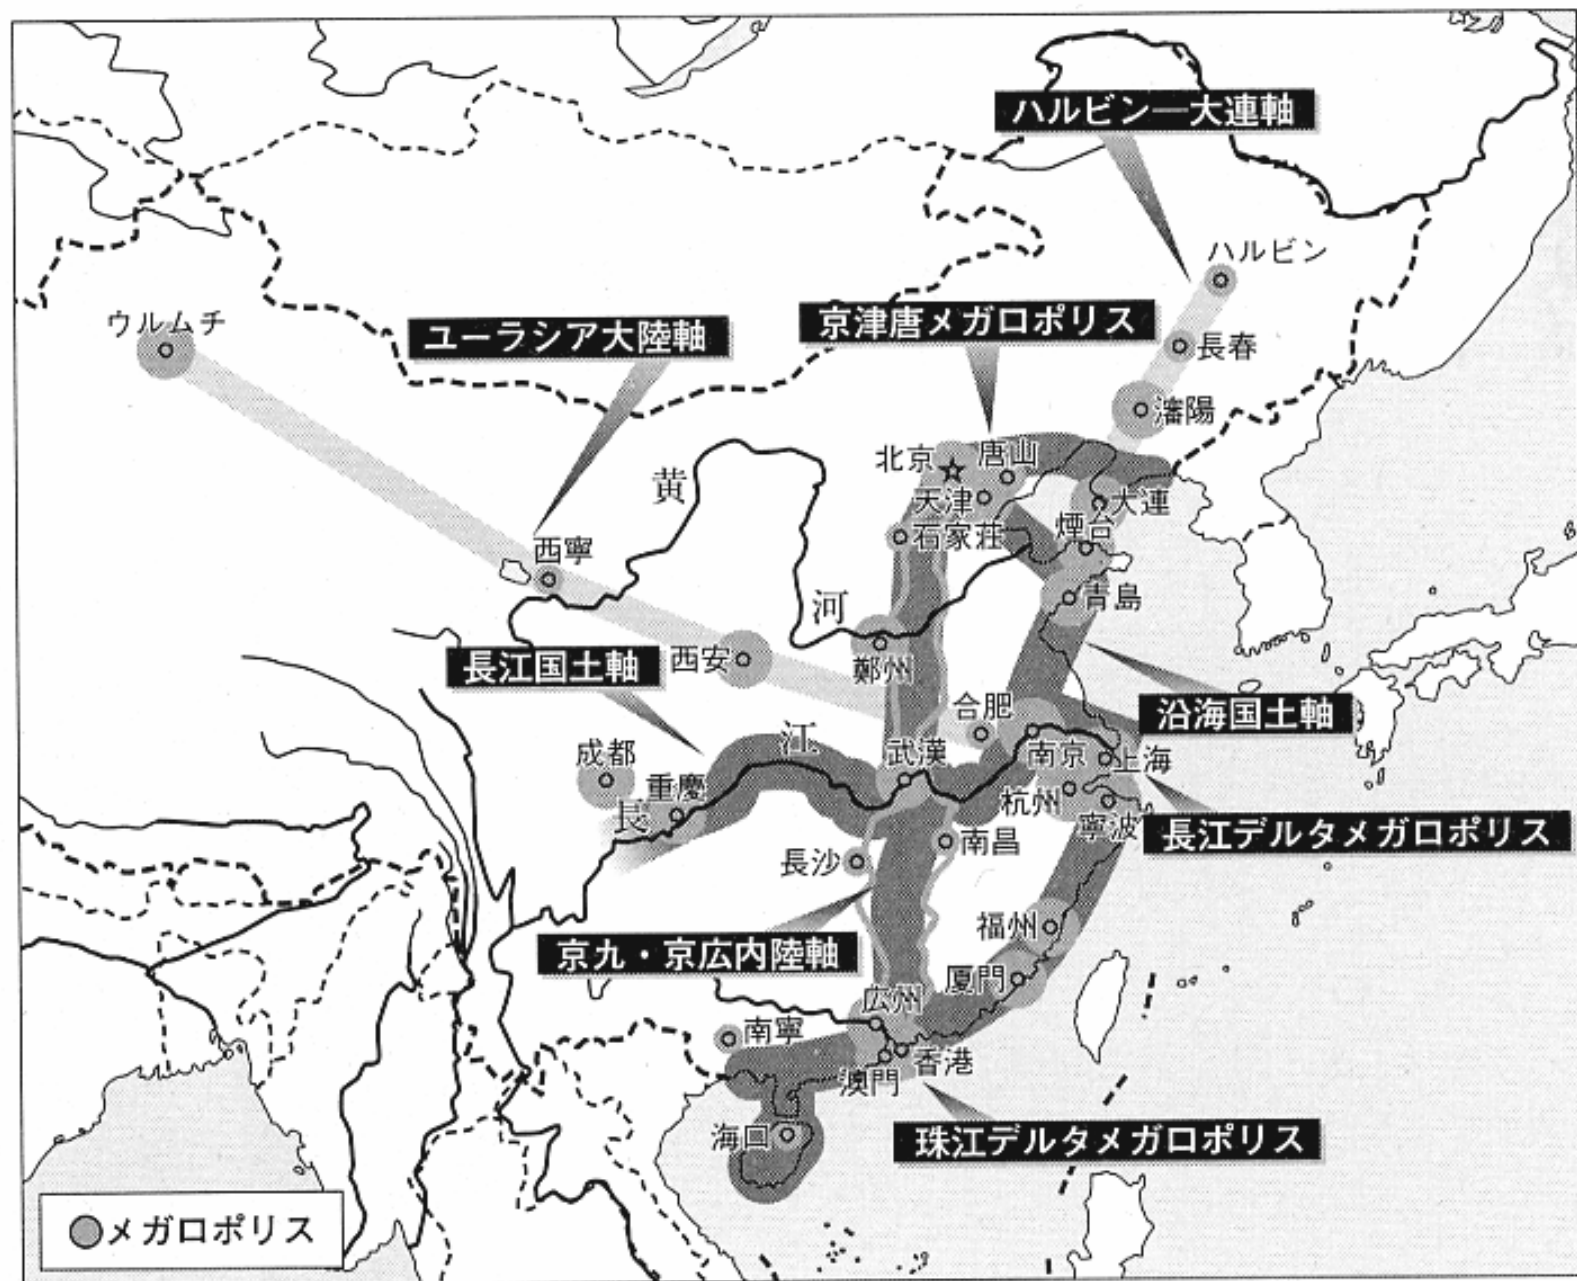 ハルビン―大連軸
ハルビン
京津唐メガロポリス
ウルムチ
ユーラシア大陸軸
長春
瀋陽
北京
唐山
黄
天津
大連
石家荘
煙台
西寧
青島
河
鄭州
西安
長江国土軸
沿海国土軸
合肥
江
成都
武漢
南京
上海
重慶
長
杭州
寧波
長江デルタメガロポリス
南昌
長沙
福州
京九・京広内陸軸
厦門
広州
南寧
香港
澳門
海口
珠江デルタメガロポリス
メガロポリス